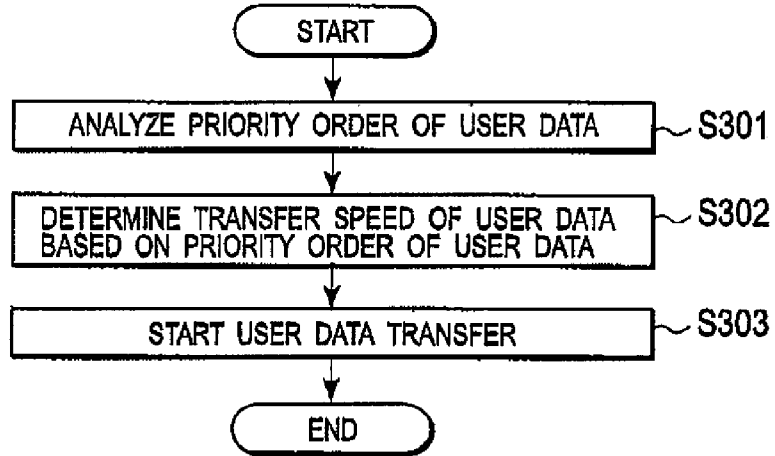 START
ANALYZE PRIORITY ORDER OF USER DATA
S301
DETERMINE TRANSFER SPEED OF USER DATA
BASED ON PRIORITY ORDER OF USER DATA
S302
START USER DATA TRANSFER
S303
END